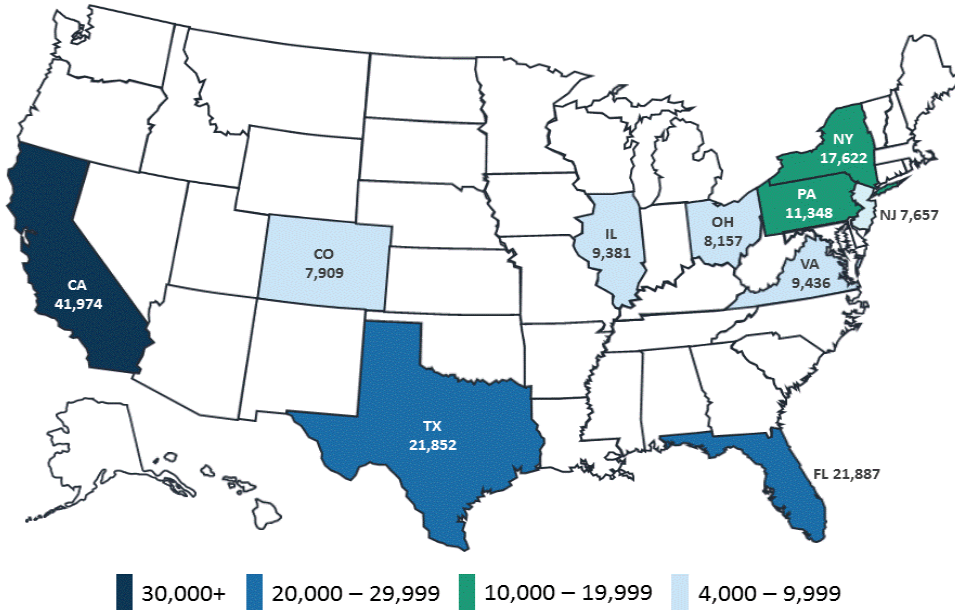 NY
17,622
PA
11,348
NJ 7,657
OH
8,157
IL
9,381
VA
9,436
CO
7,909
CA
41,974
TX
21,852
FL 21,887
30,000+
20,000 – 29,999
10,000 – 19,999
4,000 – 9,999